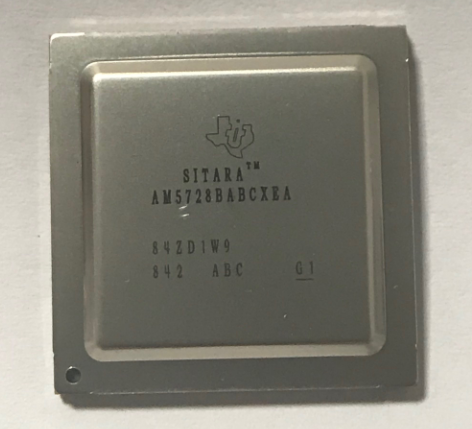 SITARA™
AM5728BABCXEA
84ZD1W9
842 ABC G1